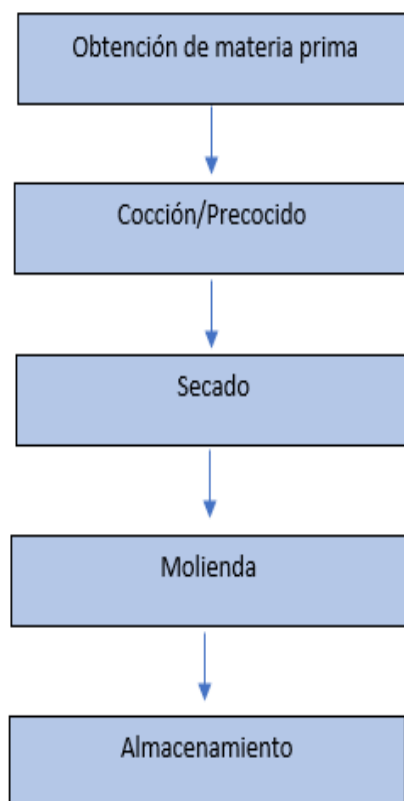 Obtención de materia prima
Cocción/Precocido
Secado
Molienda
Almacenamiento